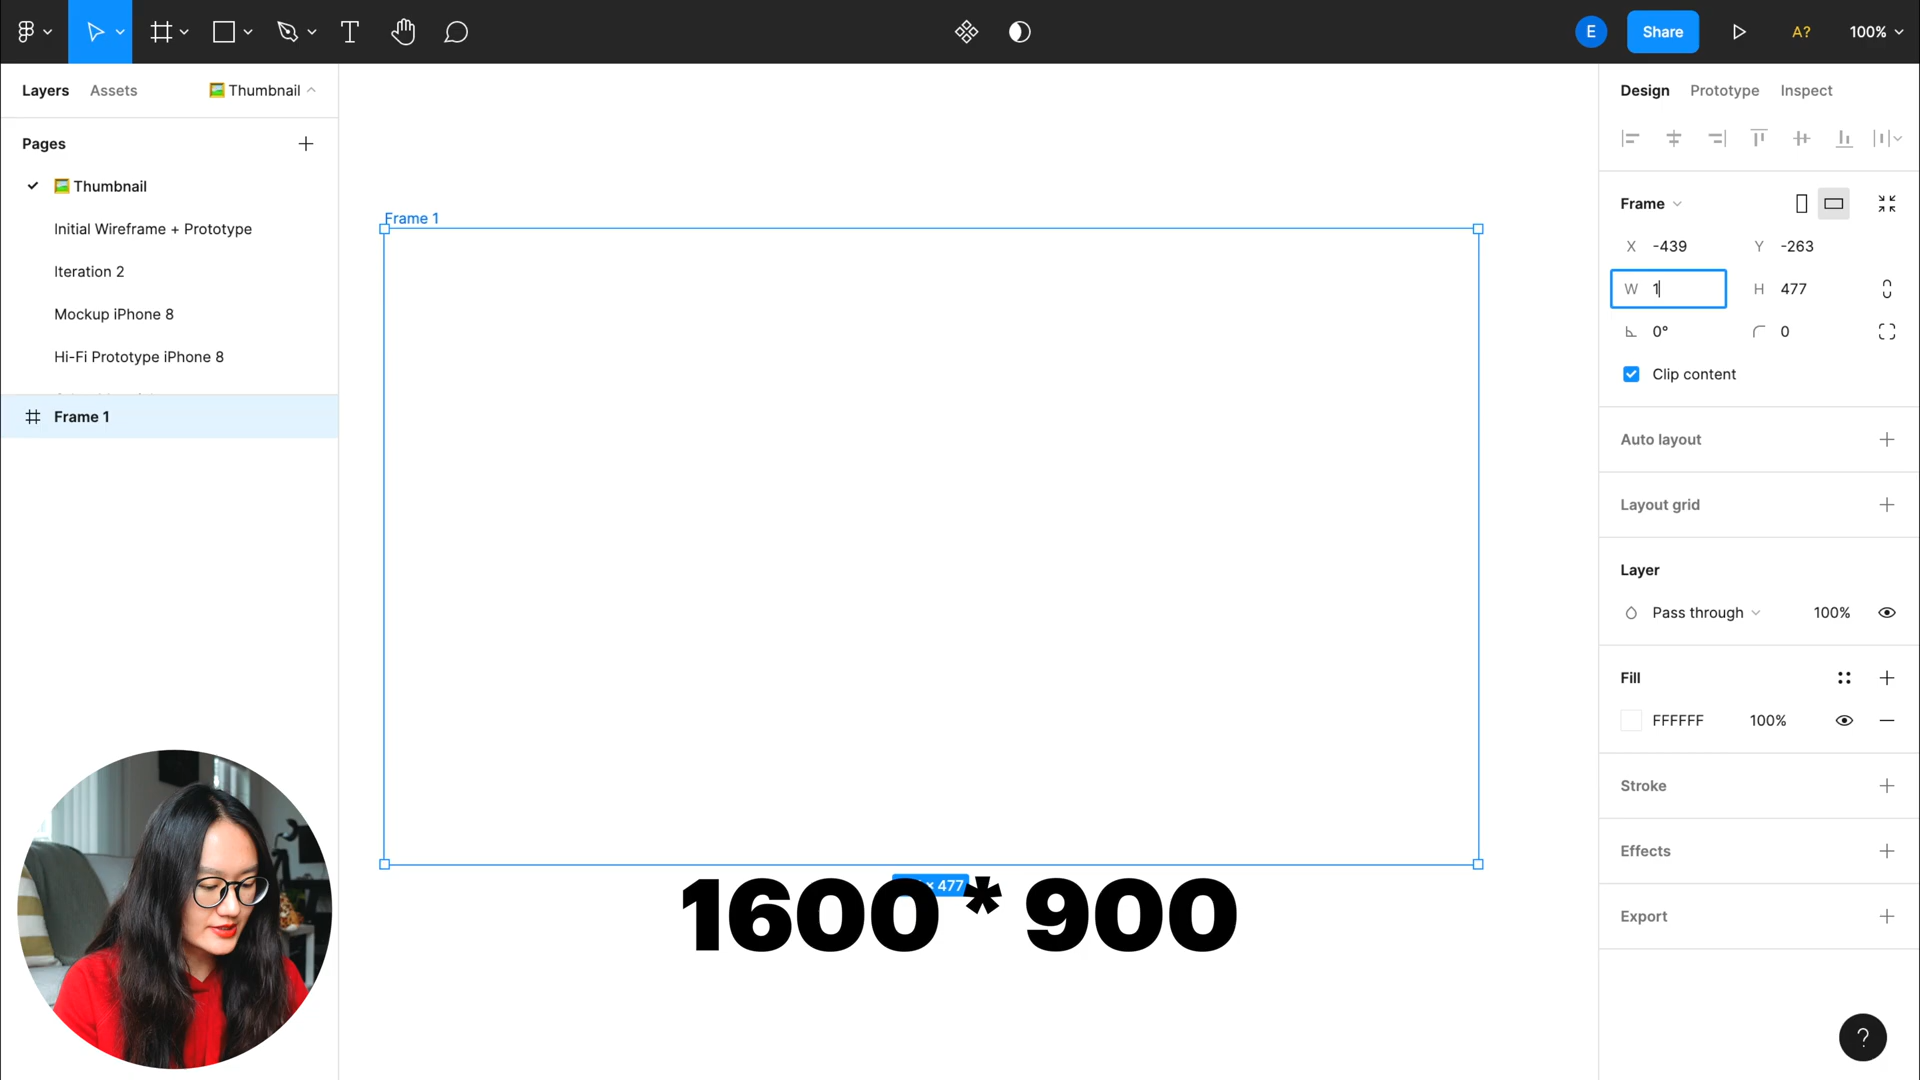 T
E
Share
A?
100%
Layers
Assets
Thumbnail
Pages
Thumbnail
Initial Wireframe + Prototype
Iteration 2
Mockup iPhone 8
Hi-Fi Prototype iPhone 8
Frame 1
Frame 1
× 477
1600 * 900
Design
Prototype
Inspect
Frame
X -439
Y -263
W 1
H 477
0°
0
Clip content
Auto layout
Layout grid
Layer
Pass through
100%
Fill
FFFFFF
100%
Stroke
Effects
Export
?